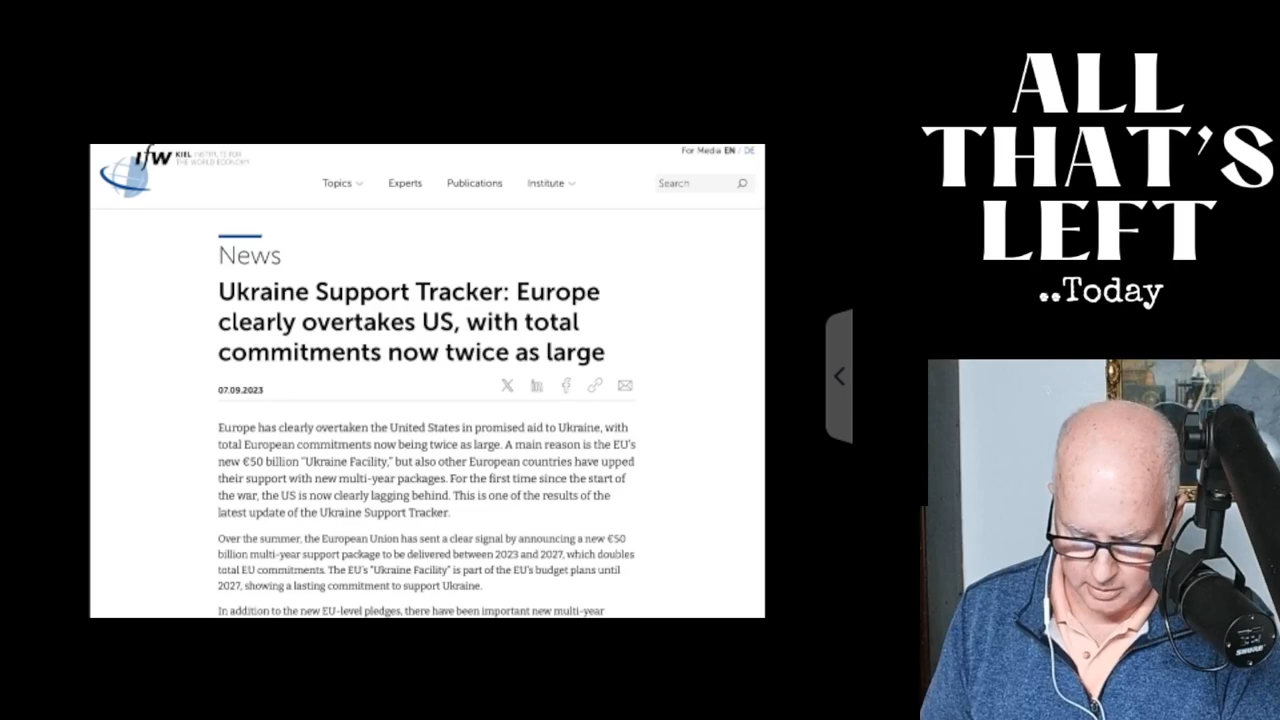 ifw KIEL INSTITUTE FOR
THE WORLD ECONOMY
For Media EN / DE
Topics Experts Publications Institute Search
News
Ukraine Support Tracker: Europe
clearly overtakes US, with total
commitments now twice as large
07.09.2023
Europe has clearly overtaken the United States in promised aid to Ukraine, with
total European commitments now being twice as large. A main reason is the EU's
new €50 billion "Ukraine Facility," but also other European countries have upped
their support with new multi-year packages. For the first time since the start of
the war, the US is now clearly lagging behind. This is one of the results of the
latest update of the Ukraine Support Tracker.
Over the summer, the European Union has sent a clear signal by announcing a new €50
billion multi-year support package to be delivered between 2023 and 2027, which doubles
total EU commitments. The EU's "Ukraine Facility" is part of the EU's budget plans until
2027, showing a lasting commitment to support Ukraine.
In addition to the new EU-level pledges, there have been important new multi-year
ALL
THAT'S
LEFT
..Today
SHURE